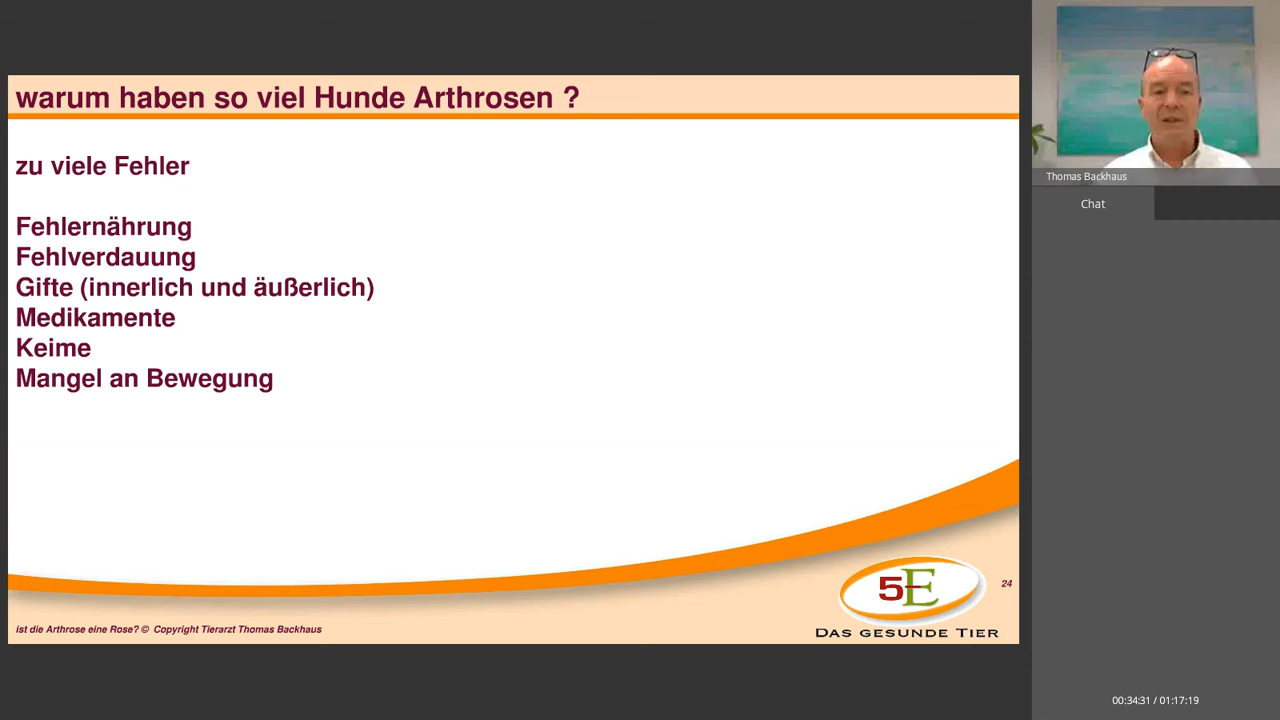 warum haben so viel Hunde Arthrosen ?
zu viele Fehler
Fehlernährung
Fehlverdauung
Gifte (innerlich und äußerlich)
Medikamente
Keime
Mangel an Bewegung
5E
DAS GESUNDE TIER
24
ist die Arthrose eine Rose? © Copyright Tierarzt Thomas Backhaus
Thomas Backhaus
Chat
00:34:31 / 01:17:19